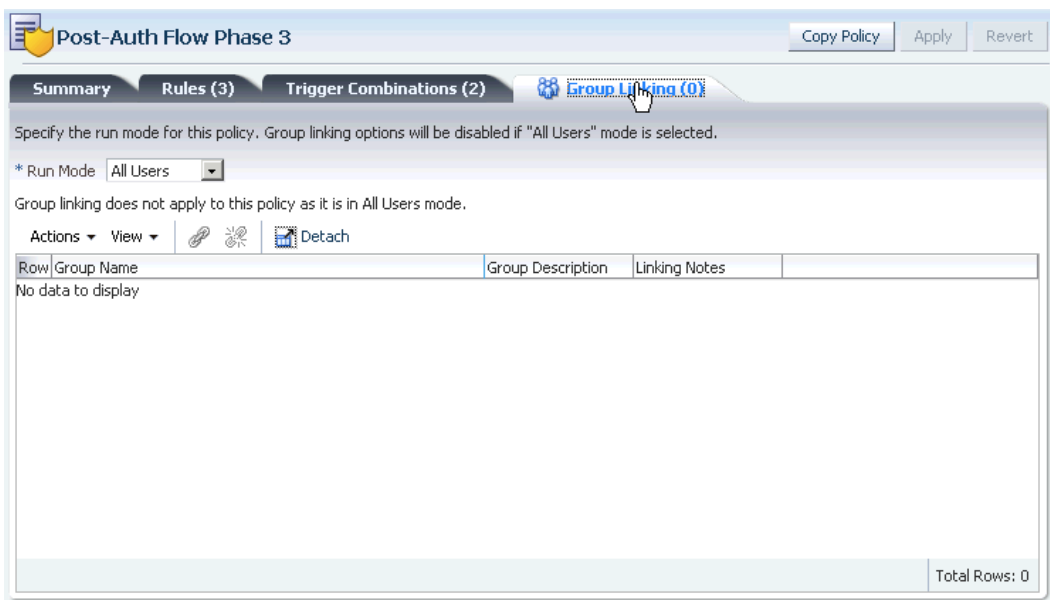 Post-Auth Flow Phase 3
Copy Policy Apply Revert
Summary Rules (3) Trigger Combinations (2) Group Linking (0)
Specify the run mode for this policy. Group linking options will be disabled if "All Users" mode is selected.
* Run Mode All Users
Group linking does not apply to this policy as it is in All Users mode.
Actions View Detach
Row Group Name Group Description Linking Notes
No data to display
Total Rows: 0